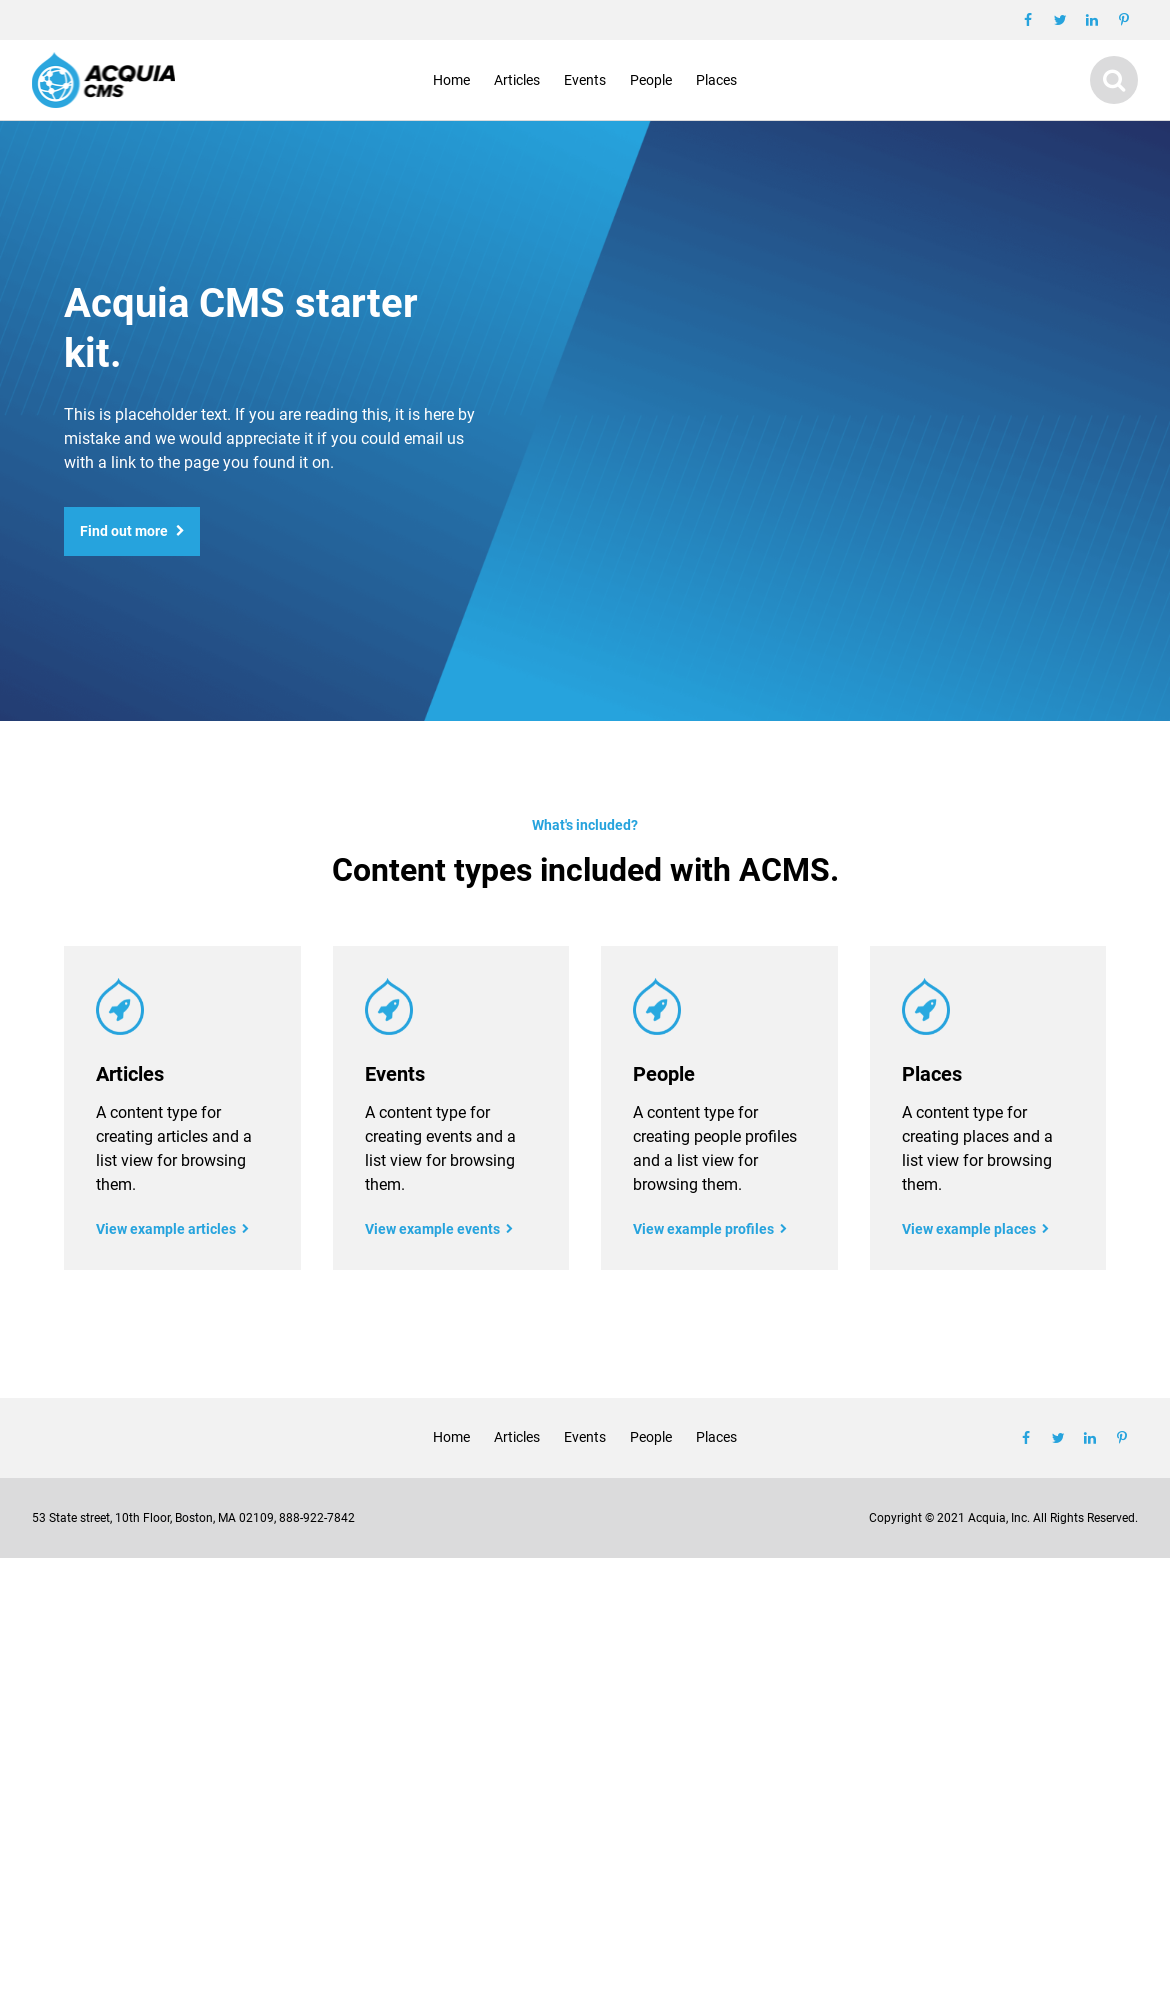 ACQUIA
CMS
Home Articles Events People Places
Acquia CMS starter
kit.
This is placeholder text. If you are reading this, it is here by
mistake and we would appreciate it if you could email us
with a link to the page you found it on.
Find out more
What's included?
Content types included with ACMS.
Articles
A content type for
creating articles and a
list view for browsing
them.
View example articles
Events
A content type for
creating events and a
list view for browsing
them.
View example events
People
A content type for
creating people profiles
and a list view for
browsing them.
View example profiles
Places
A content type for
creating places and a
list view for browsing
them.
View example places
Home Articles Events People Places
53 State street, 10th Floor, Boston, MA 02109, 888-922-7842
Copyright © 2021 Acquia, Inc. All Rights Reserved.